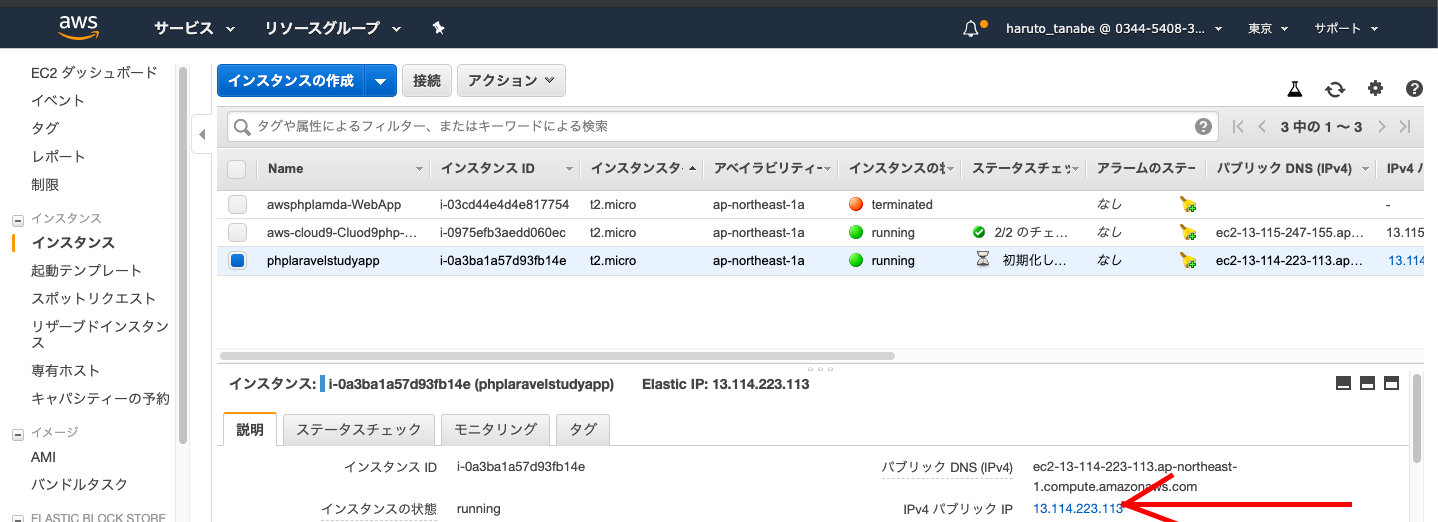 aws サービス リソースグループ haruto_tanabe @ 0344-5408-3... 東京 サポート
EC2 ダッシュボード
イベント
タグ
レポート
制限
インスタンス
インスタンス
起動テンプレート
スポットリクエスト
リザーブドインスタン
ス
専有ホスト
キャパシティーの予約
イメージ
AMI
バンドルタスク
ELASTIC BLOCK STORE
インスタンスの作成 接続 アクション
タグや属性によるフィルター、またはキーワードによる検索 3 中の 1 〜 3
Name インスタンス ID インスタンスタ アベイラビリティー インスタンスの ステータスチェッ アラームのステー パブリック DNS (IPv4) IPv4
awsphplamda-WebApp i-03cd44e4d4e817754 t2.micro ap-northeast-1a terminated なし -
aws-cloud9-Cluod9php-... i-0975efb3aedd060ec t2.micro ap-northeast-1a running 2/2 のチェ... なし ec2-13-115-247-155.ap... 13.115
phplaravelstudyapp i-0a3ba1a57d93fb14e t2.micro ap-northeast-1a running 初期化し... なし ec2-13-114-223-113.ap... 13.114
インスタンス: i-0a3ba1a57d93fb14e (phplaravelstudyapp) Elastic IP: 13.114.223.113
説明 ステータスチェック モニタリング タグ
インスタンス ID i-0a3ba1a57d93fb14e パブリック DNS (IPv4) ec2-13-114-223-113.ap-northeast-
1.compute.amazonaws.com
インスタンスの状態 running IPv4 パブリック IP 13.114.223.113